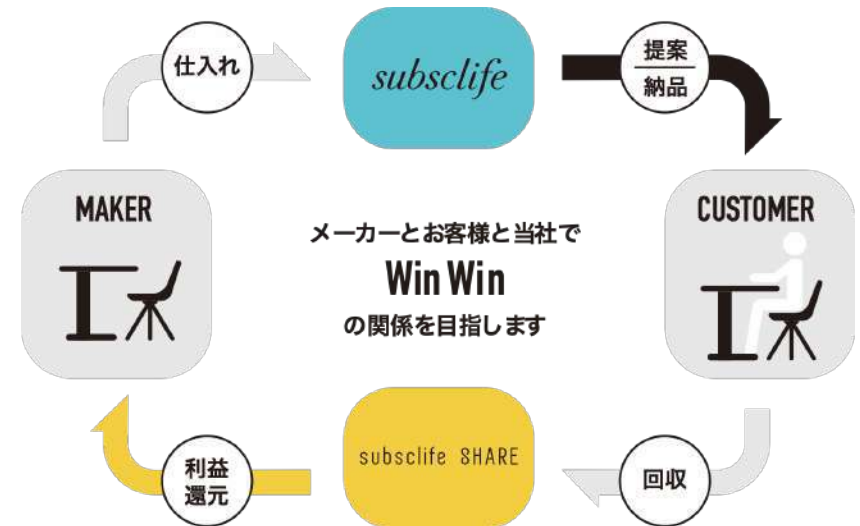 仕入れ
subsclife
提案
納品
MAKER
CUSTOMER
メーカーとお客様と当社で
Win Win
の関係を目指します
利益
還元
subsclife SHARE
回収